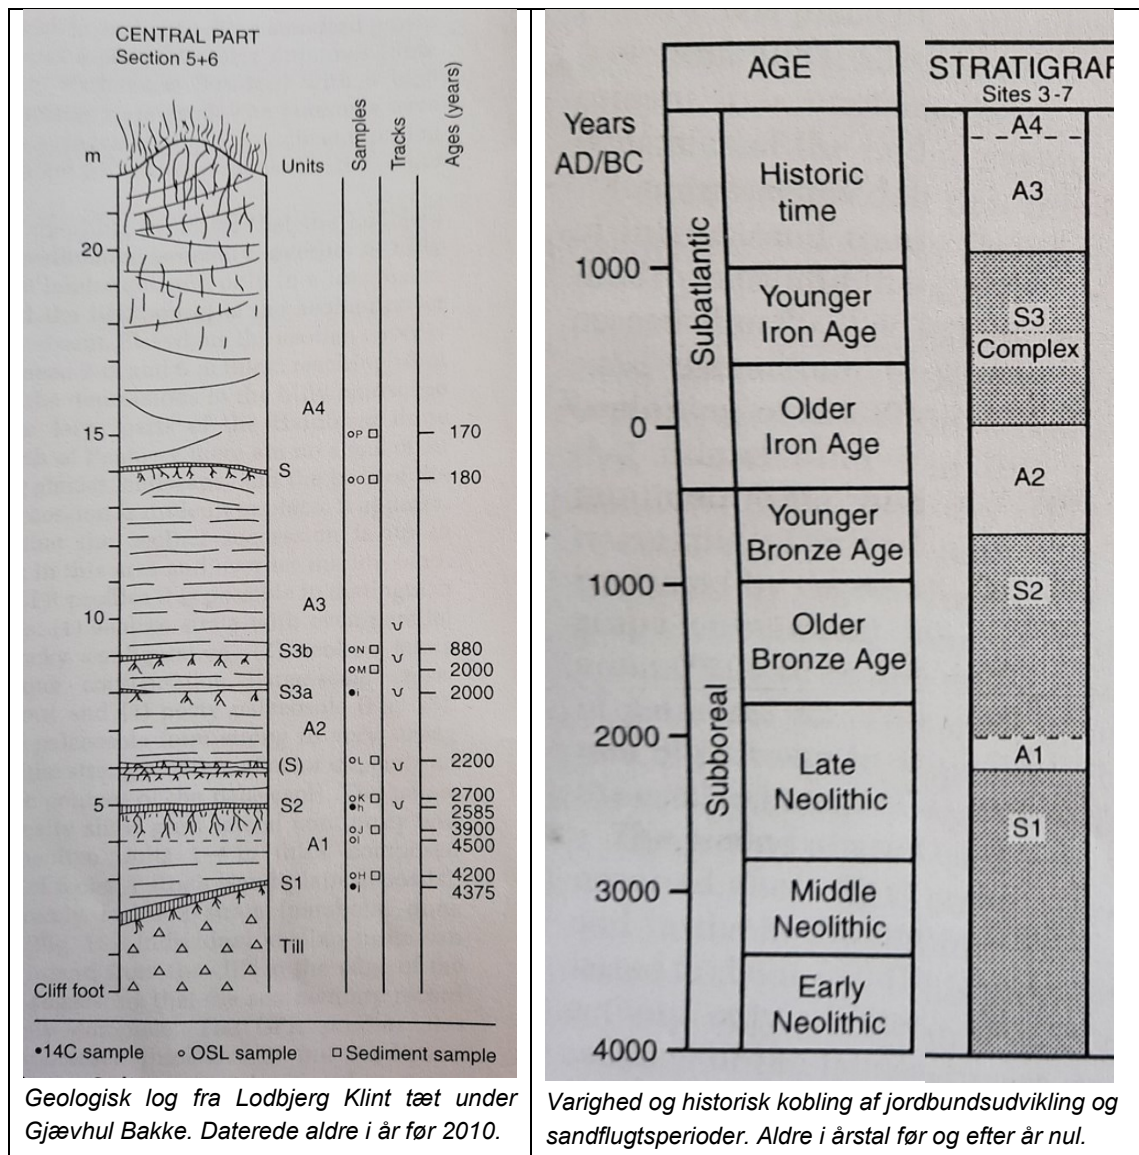 CENTRAL PART
Section 5+6
m
Units
Samples
Tracks
Ages (years)
20
A4
15
P 170
S
O 180
A3
10
S3b
N 880
M 2000
S3a
i 2000
A2
(S)
L 2200
5
S2
K 2700
h 2585
J 3900
I 4500
A1
S1
H 4200
j 4375
Till
Cliff foot
•14C sample ○ OSL sample □ Sediment sample
Geologisk log fra Lodbjerg Klint tæt under
Gjævhul Bakke. Daterede aldre i år før 2010.
AGE
STRATIGRAP
Sites 3-7
Years
AD/BC
Subatlantic
Subboreal
Historic
time
1000
Younger
Iron Age
Older
Iron Age
0
Younger
Bronze Age
1000
Older
Bronze Age
2000
Late
Neolithic
3000
Middle
Neolithic
Early
Neolithic
4000
A4
A3
S3
Complex
A2
S2
A1
S1
Varighed og historisk kobling af jordbundsudvikling og
sandflugtsperioder. Aldre i årstal før og efter år nul.